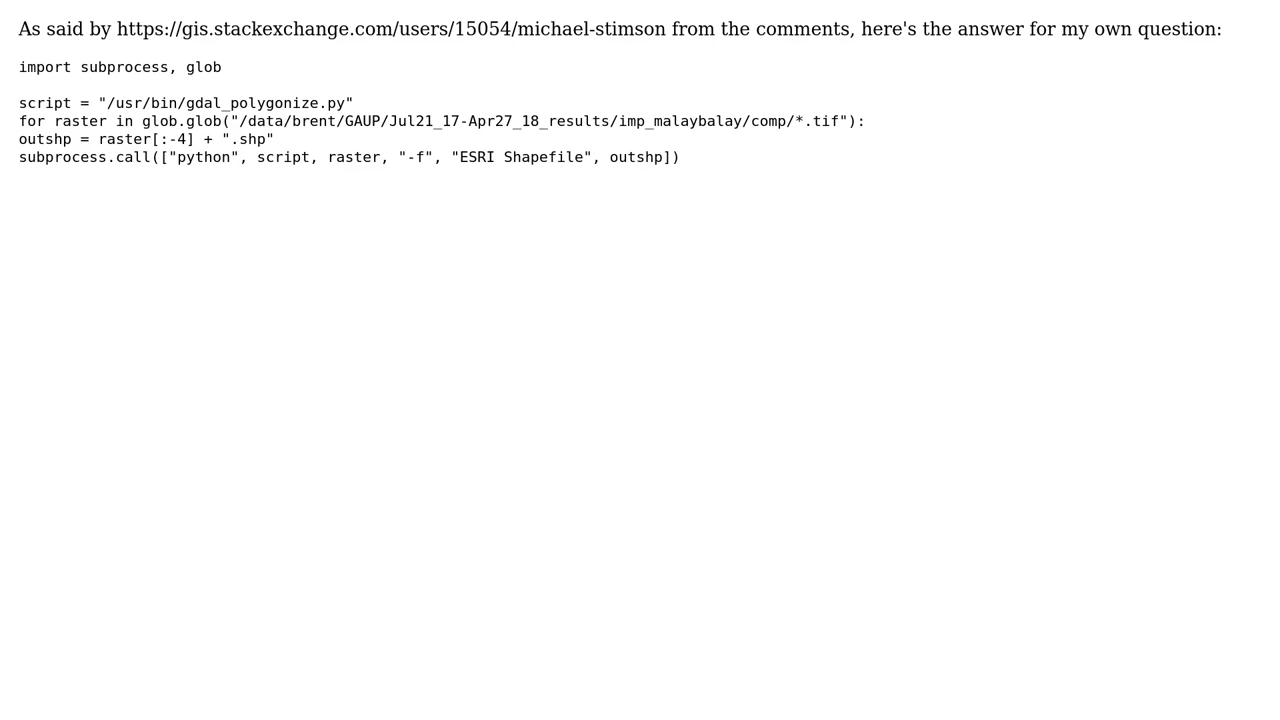 As said by https://gis.stackexchange.com/users/15054/michael-stimson from the comments, here's the answer for my own question:
import subprocess, glob
script = "/usr/bin/gdal_polygonize.py"
for raster in glob.glob("/data/brent/GAUP/Jul21_17-Apr27_18_results/imp_malaybalay/comp/*.tif"):
outshp = raster[:-4] + ".shp"
subprocess.call(["python", script, raster, "-f", "ESRI Shapefile", outshp])